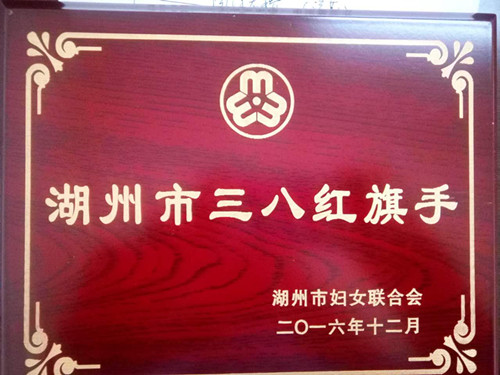 湖州市三八红旗手
湖州市妇女联合会
二〇一六年十二月